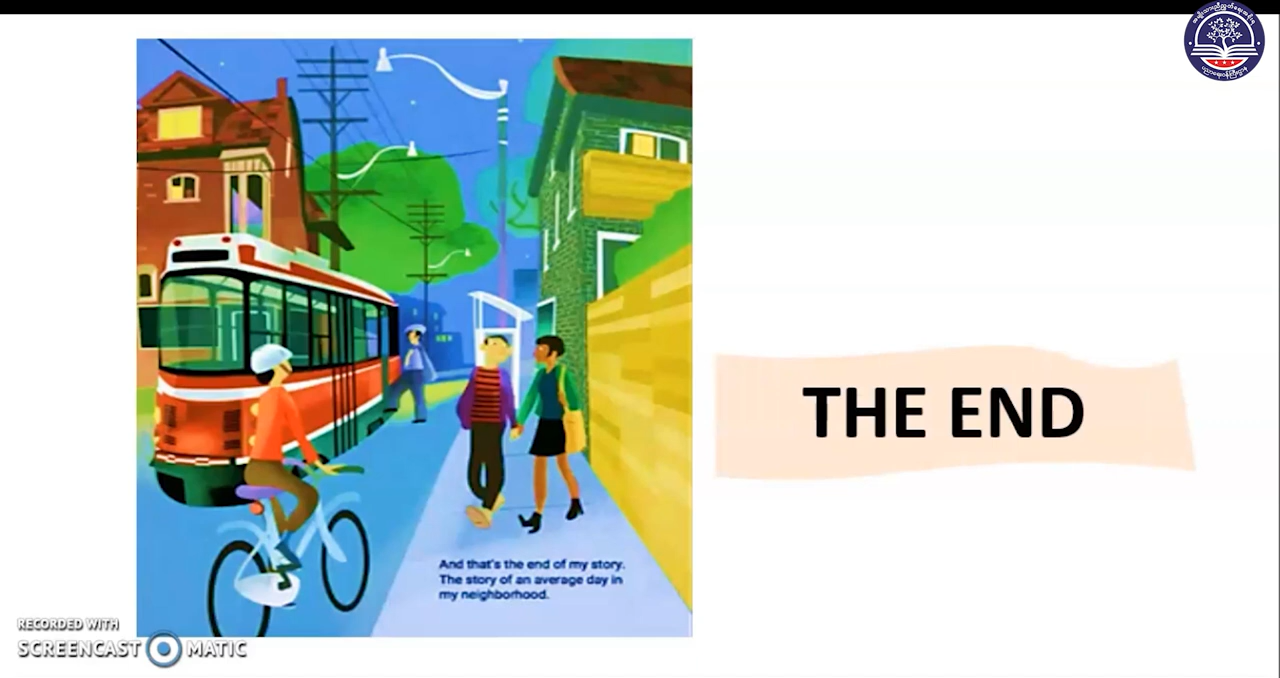 And that's the end of my story.
The story of an average day in
my neighborhood.
THE END
RECORDED WITH
SCREENCAST MATIC